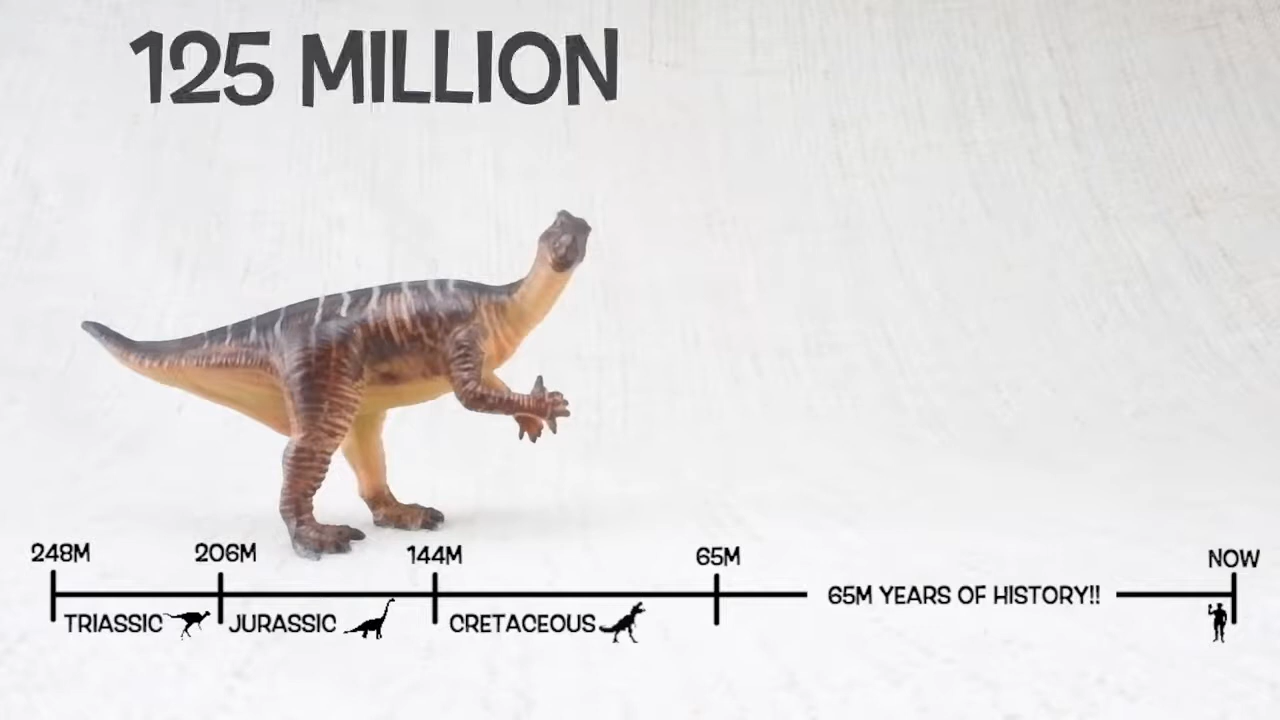 125 MILLION
248M 206M 144M 65M NOW
65M YEARS OF HISTORY!!
TRIASSIC JURASSIC CRETACEOUS